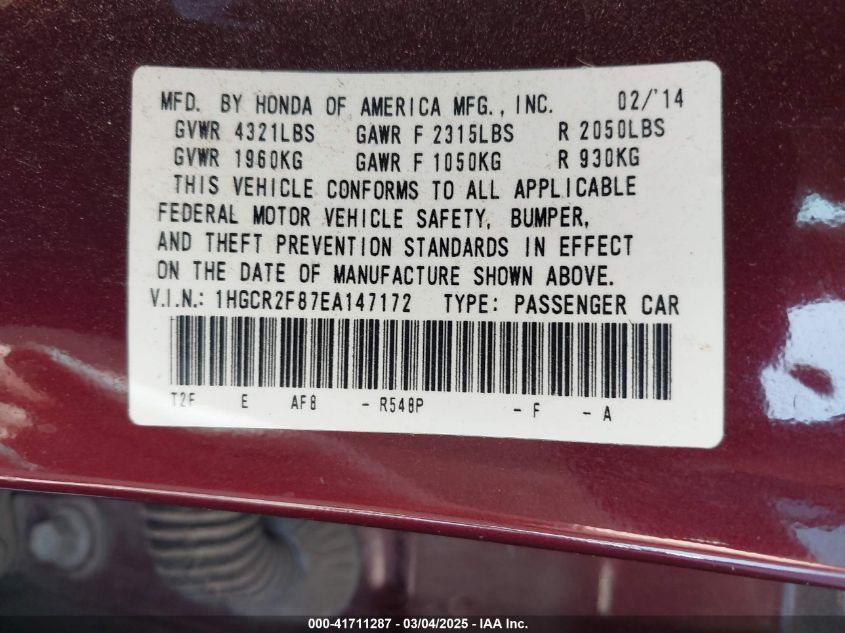 MFD. BY HONDA OF AMERICA MFG., INC. 02/'14
GVWR 4321LBS GAWR F 2315LBS R 2050LBS
GVWR 1960KG GAWR F 1050KG R 930KG
THIS VEHICLE CONFORMS TO ALL APPLICABLE
FEDERAL MOTOR VEHICLE SAFETY, BUMPER,
AND THEFT PREVENTION STANDARDS IN EFFECT
ON THE DATE OF MANUFACTURE SHOWN ABOVE.
V.I.N.: 1HGCR2F87EA147172 TYPE: PASSENGER CAR
T2F E AF8 - R548P - F - A
000-41711287 - 03/04/2025 - IAA Inc.